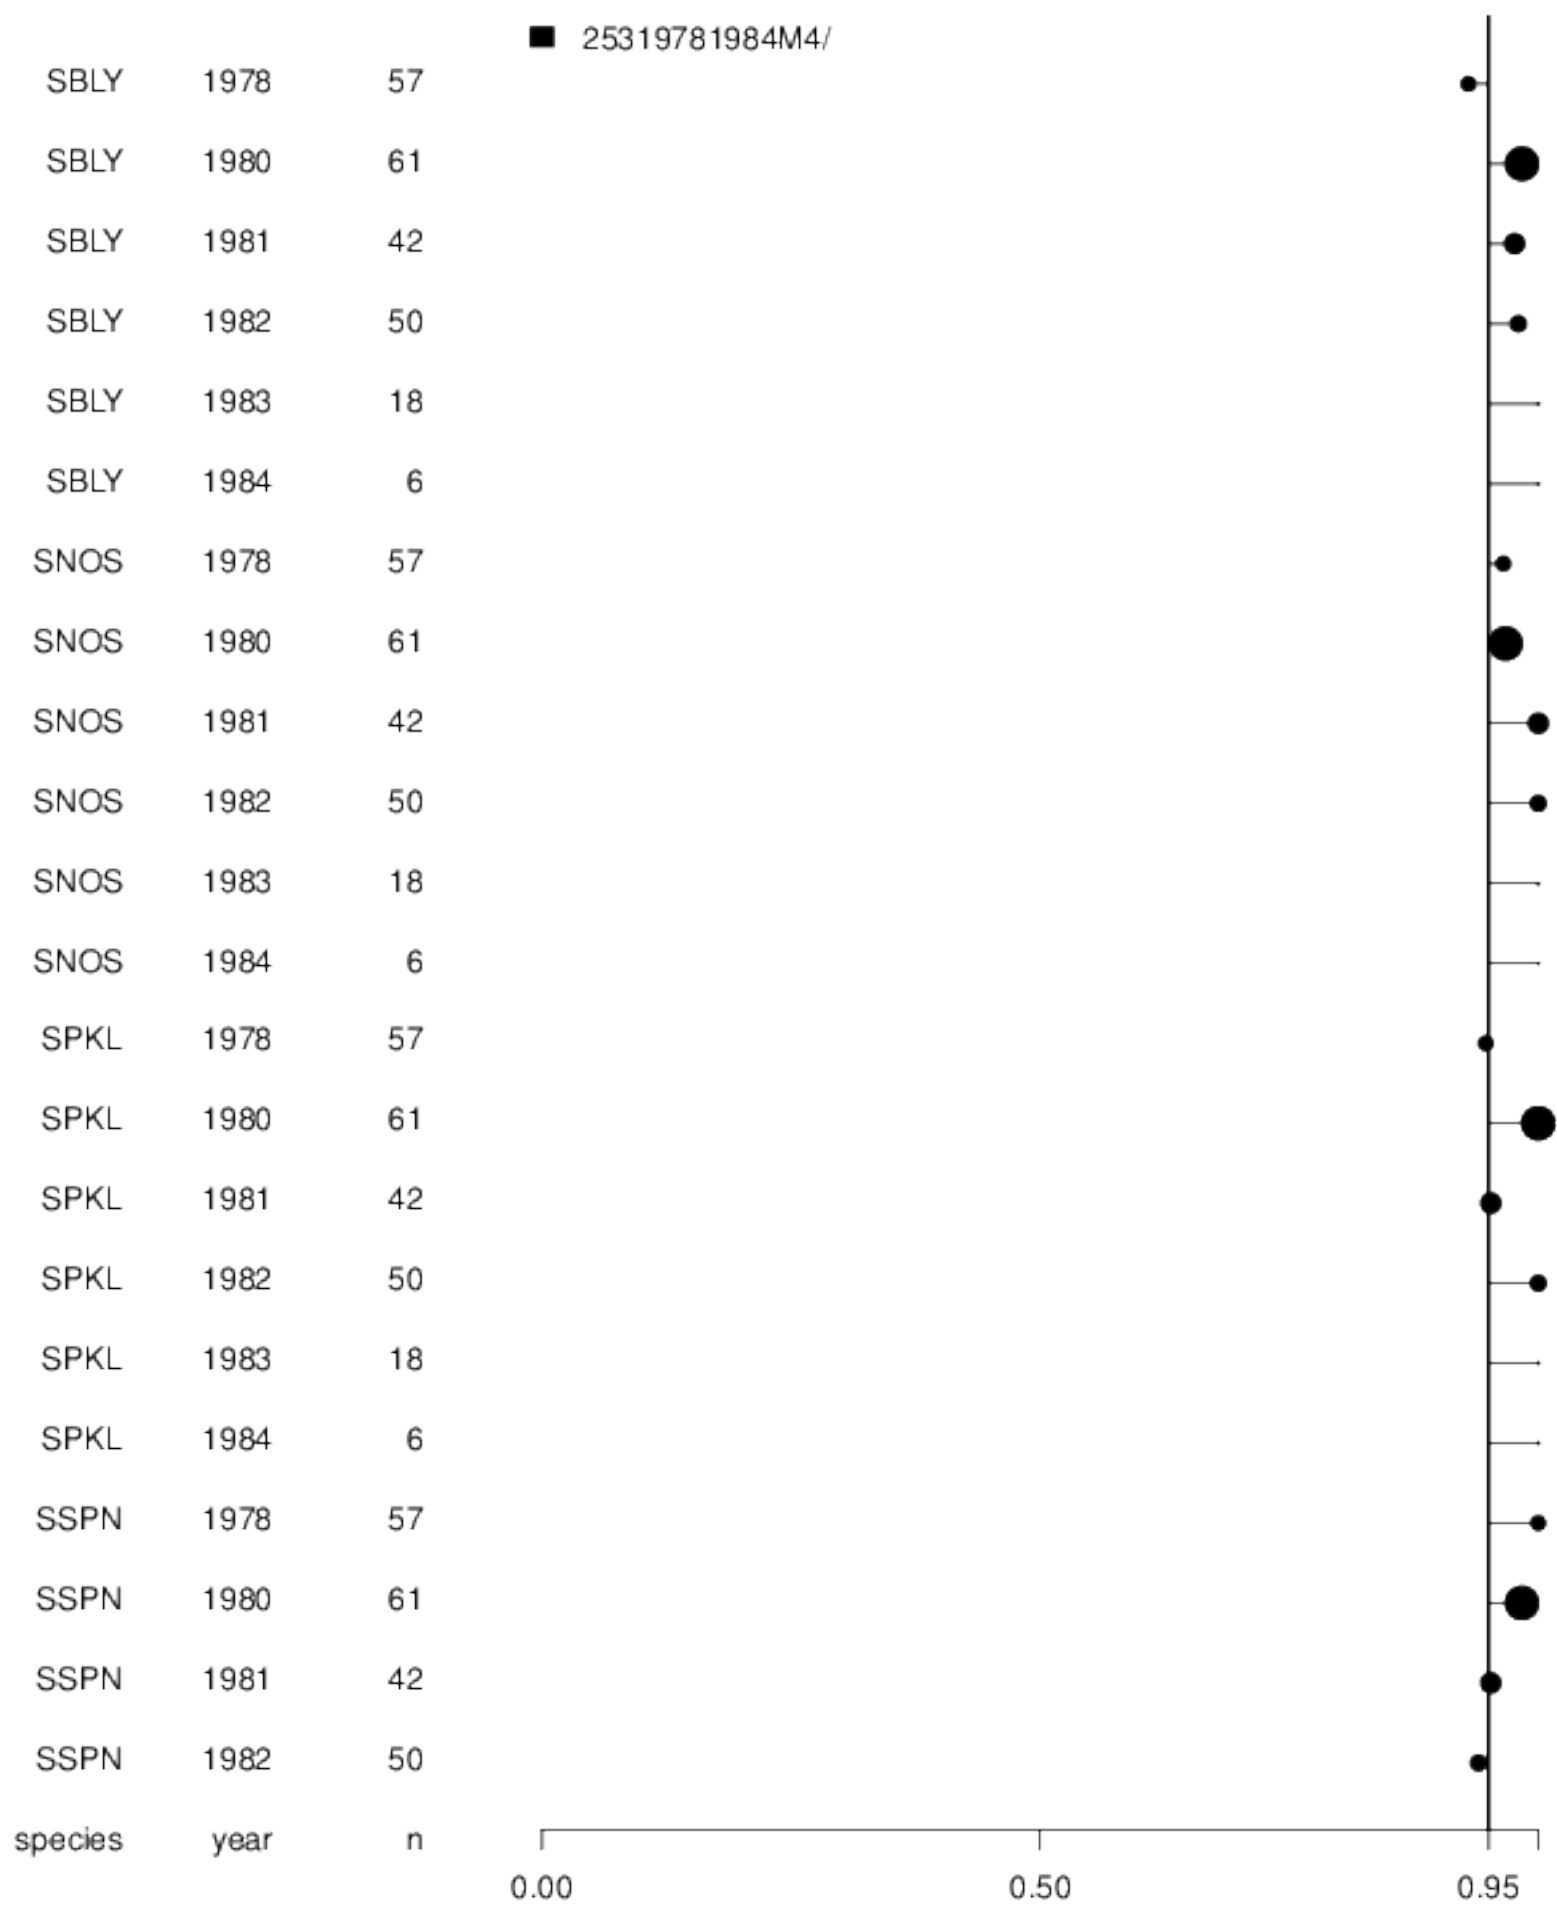 25319781984M4/
SBLY 1978 57
SBLY 1980 61
SBLY 1981 42
SBLY 1982 50
SBLY 1983 18
SBLY 1984 6
SNOS 1978 57
SNOS 1980 61
SNOS 1981 42
SNOS 1982 50
SNOS 1983 18
SNOS 1984 6
SPKL 1978 57
SPKL 1980 61
SPKL 1981 42
SPKL 1982 50
SPKL 1983 18
SPKL 1984 6
SSPN 1978 57
SSPN 1980 61
SSPN 1981 42
SSPN 1982 50
species year n
0.00 0.50 0.95